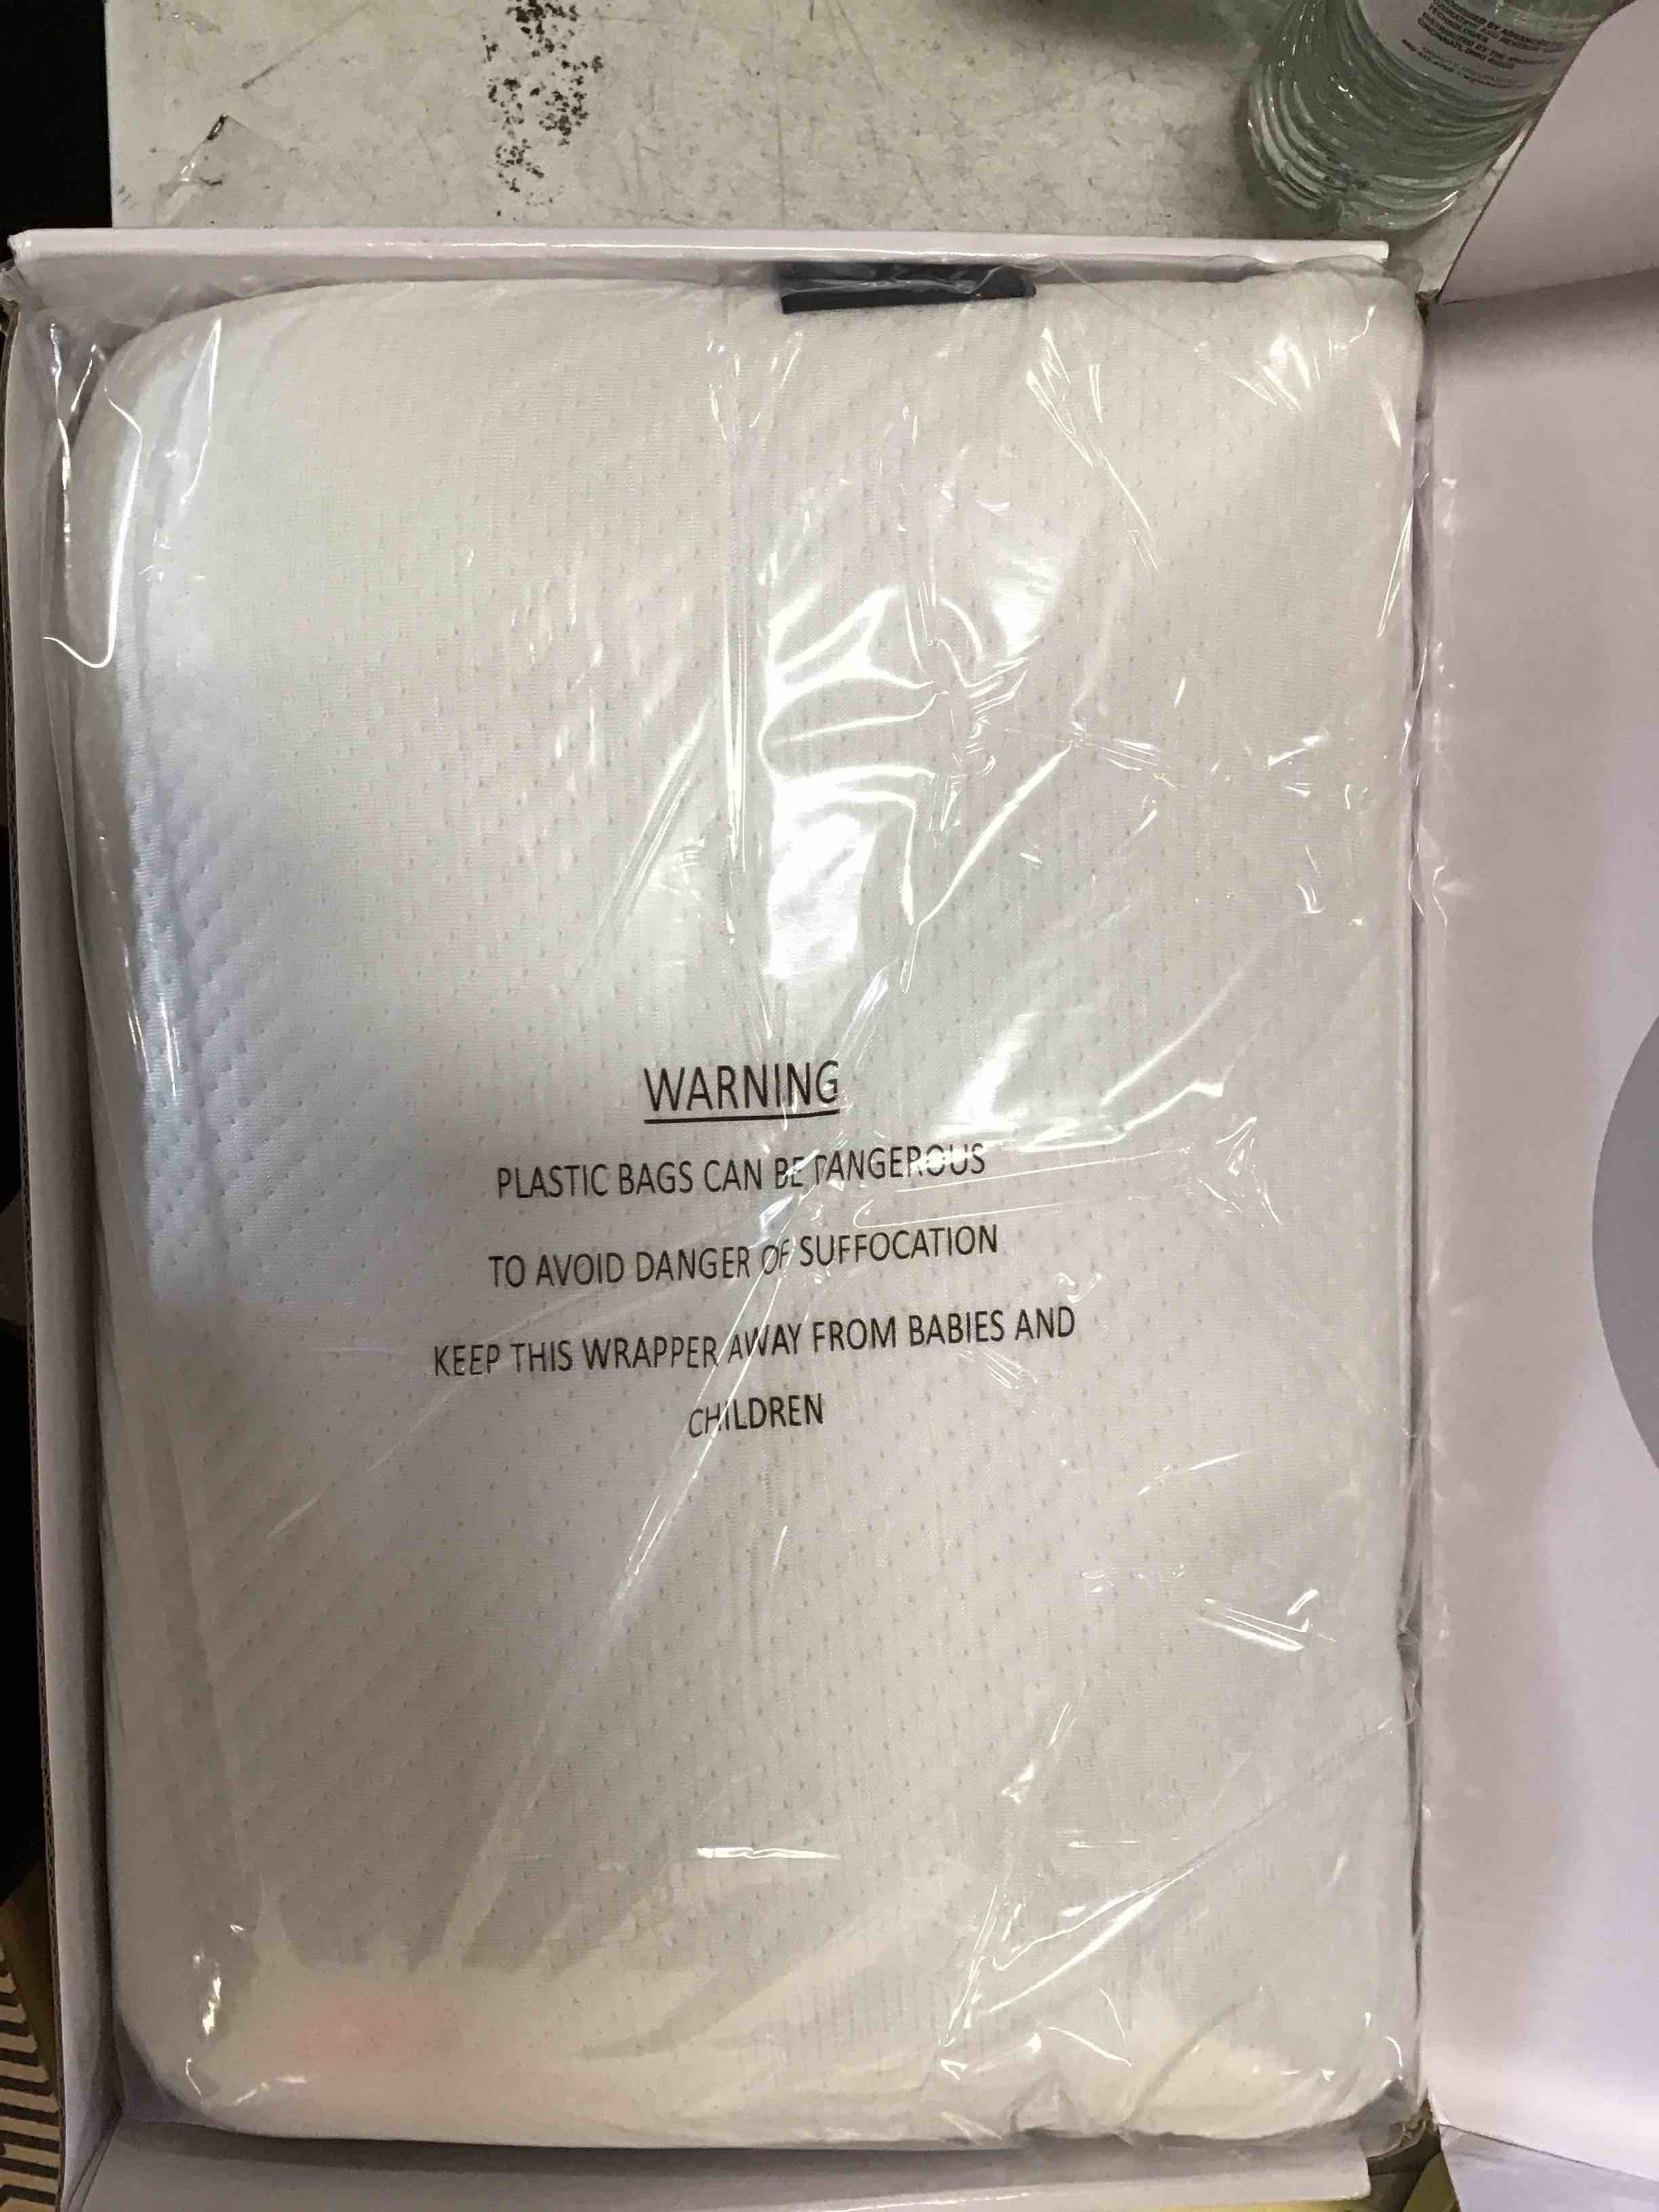 WARNING
PLASTIC BAGS CAN BE DANGEROUS
TO AVOID DANGER OF SUFFOCATION
KEEP THIS WRAPPER AWAY FROM BABIES AND
CHILDREN